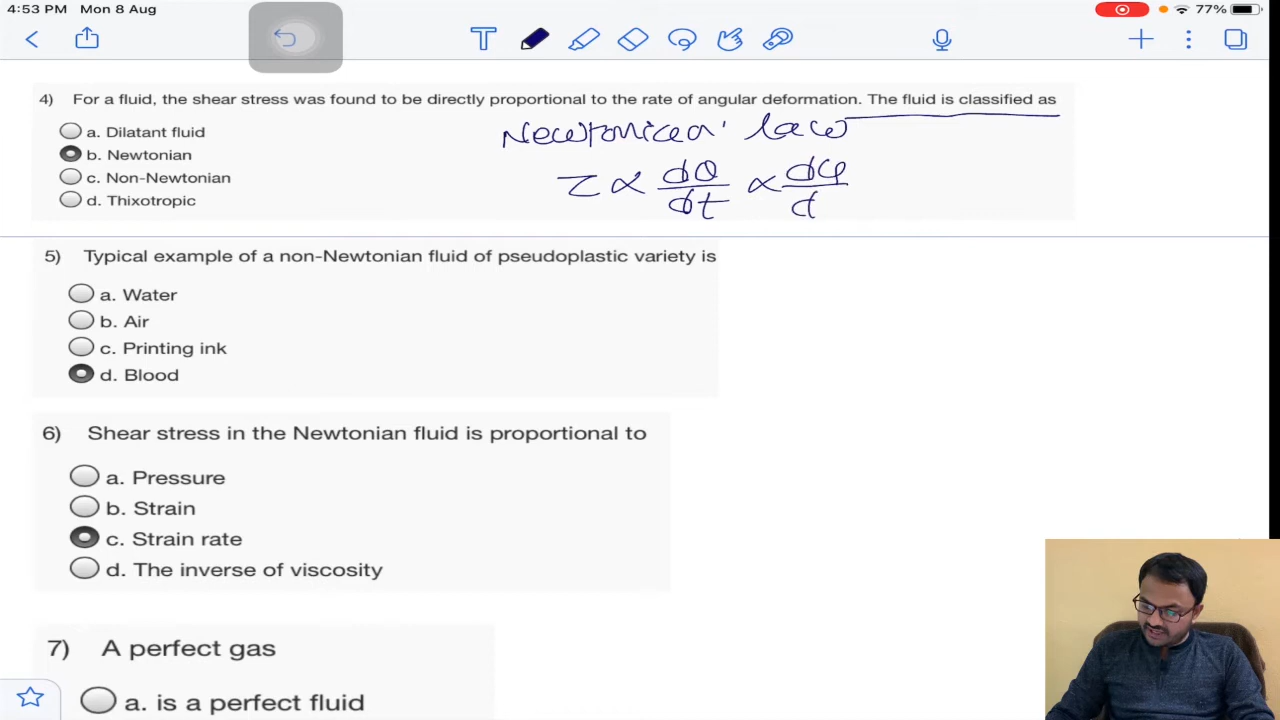 4:53 PM Mon 8 Aug
77%
T
4) For a fluid, the shear stress was found to be directly proportional to the rate of angular deformation. The fluid is classified as
a. Dilatant fluid
b. Newtonian
c. Non-Newtonian
d. Thixotropic
law
τ ∝ dθ/dt ∝ du/d
5) Typical example of a non-Newtonian fluid of pseudoplastic variety is
a. Water
b. Air
c. Printing ink
d. Blood
6) Shear stress in the Newtonian fluid is proportional to
a. Pressure
b. Strain
c. Strain rate
d. The inverse of viscosity
7) A perfect gas
a. is a perfect fluid